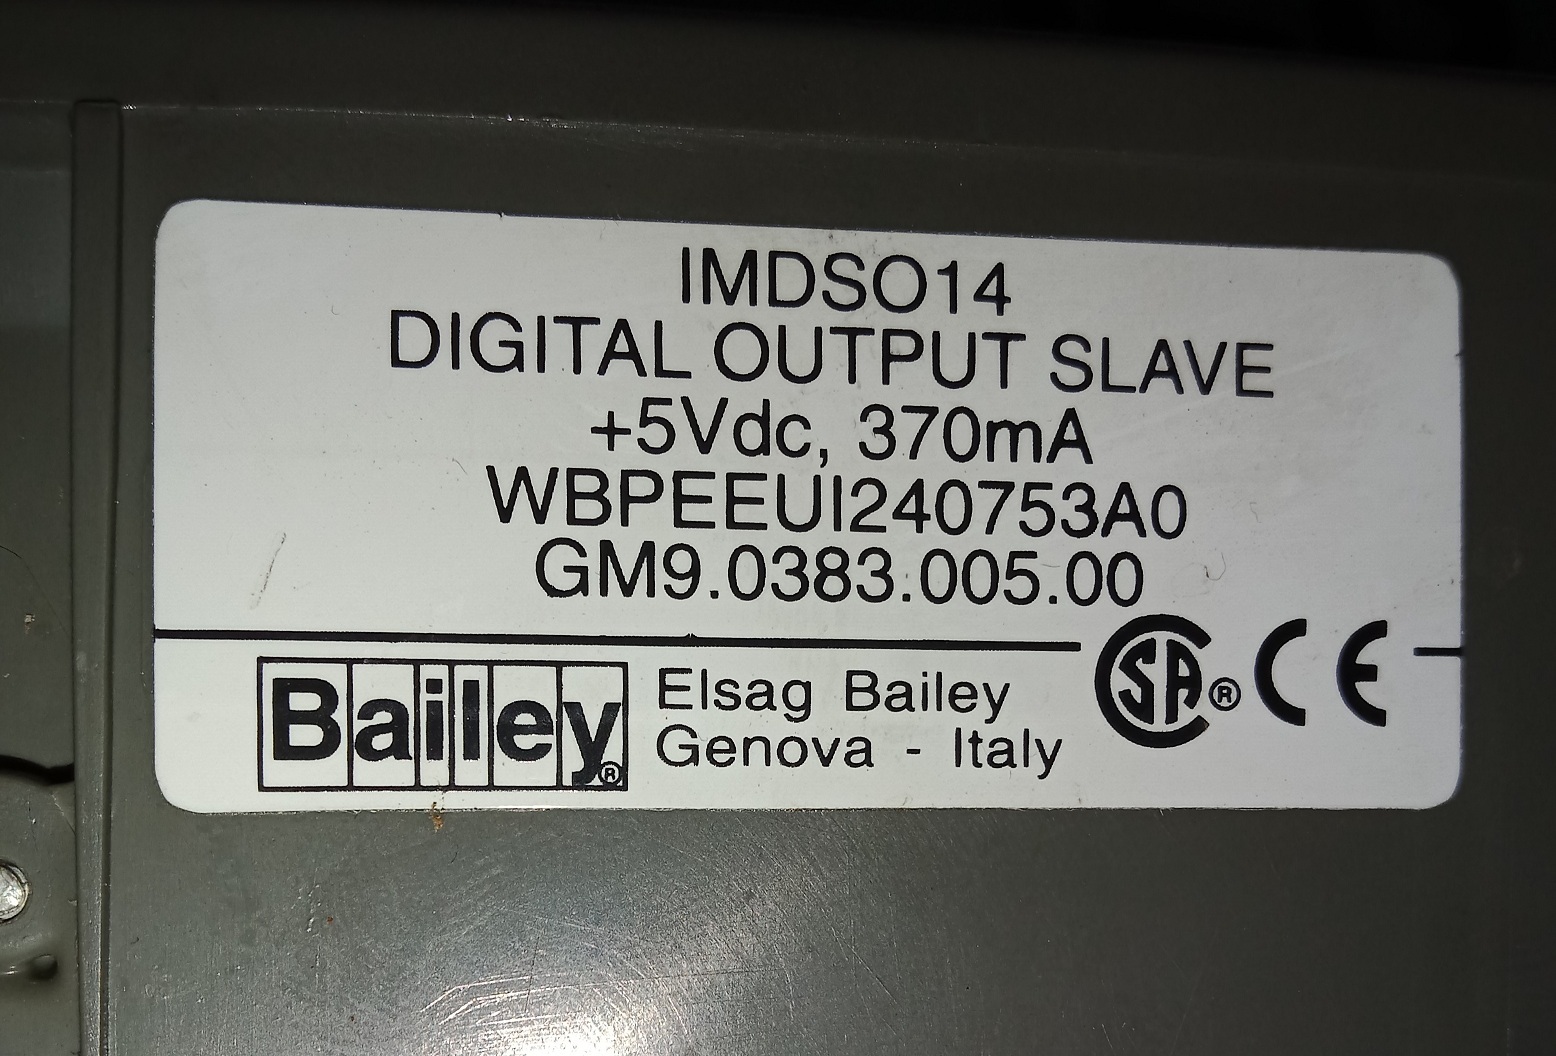 IMDSO14
DIGITAL OUTPUT SLAVE
+5Vdc, 370mA
WBPEEUI240753A0
GM9.0383.005.00
Bailey®
Elsag Bailey
Genova - Italy
SA® CE